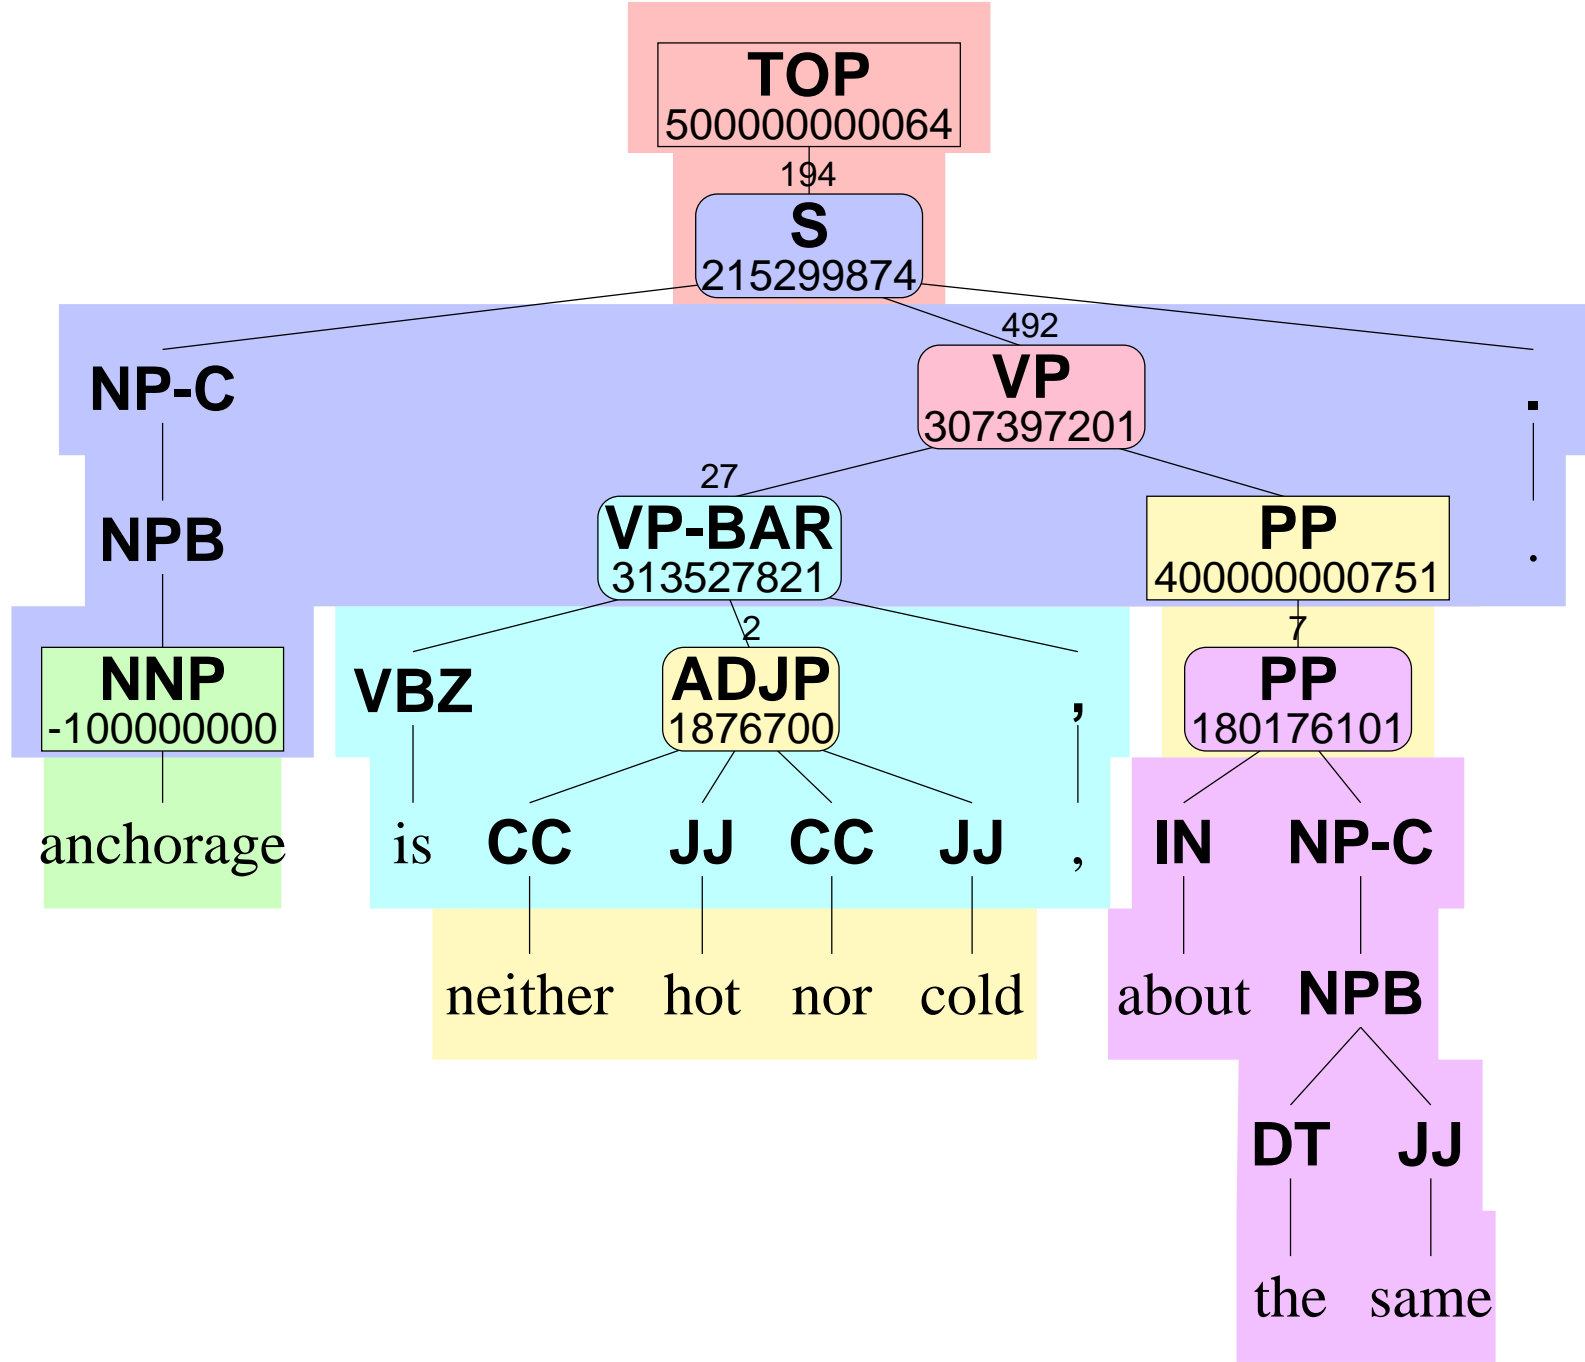 TOP
500000000064
194
S
215299874
492
NP-C VP .
307397201
27
NPB VP-BAR PP .
313527821 400000000751
2 7
NNP VBZ ADJP , PP
-100000000 1876700 180176101
anchorage is CC JJ CC JJ , IN NP-C
neither hot nor cold about NPB
DT JJ
the same